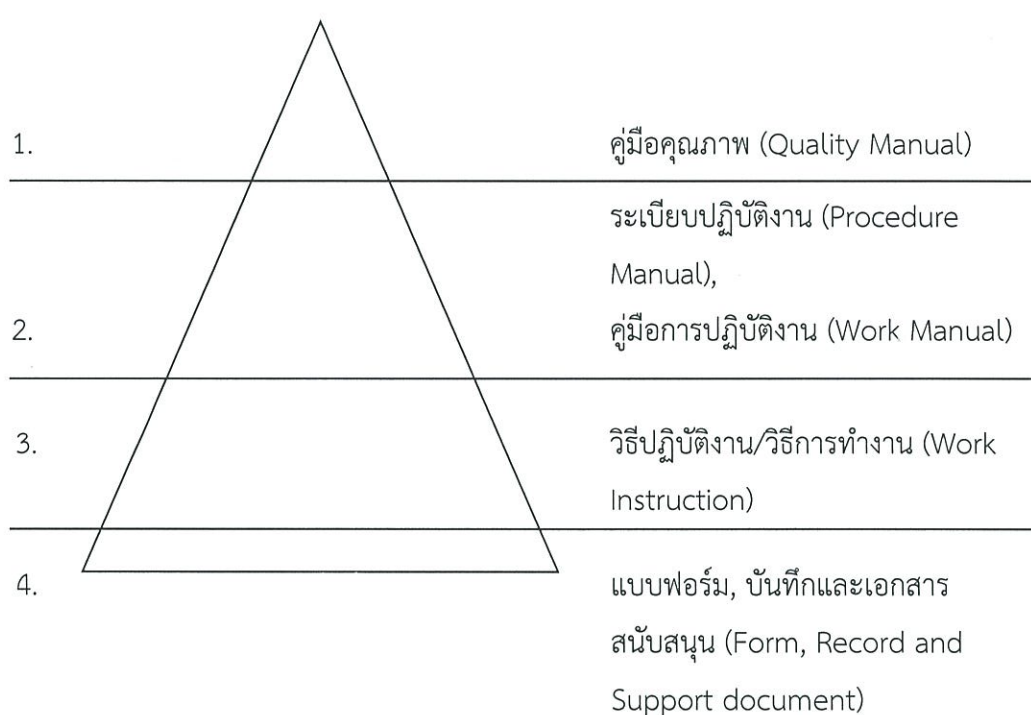 1.
คู่มือคุณภาพ (Quality Manual)
ระเบียบปฏิบัติงาน (Procedure
Manual),
2.
คู่มือการปฏิบัติงาน (Work Manual)
3.
วิธีปฏิบัติงาน/วิธีการทำงาน (Work
Instruction)
4.
แบบฟอร์ม, บันทึกและเอกสาร
สนับสนุน (Form, Record and
Support document)